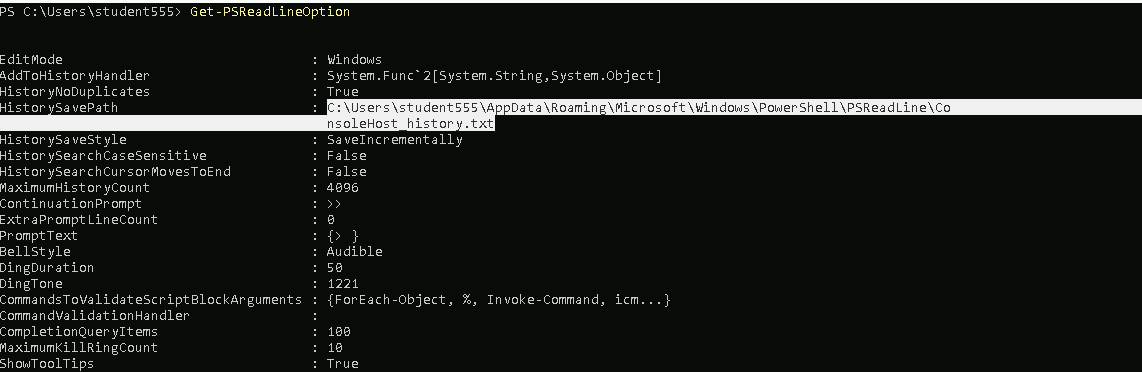 PS C:\Users\student555> Get-PSReadLineOption
EditMode : Windows
AddToHistoryHandler : System.Func`2[System.String,System.Object]
HistoryNoDuplicates : True
HistorySavePath : C:\Users\student555\AppData\Roaming\Microsoft\Windows\PowerShell\PSReadLine\Co
nsoleHost_history.txt
HistorySaveStyle : SaveIncrementally
HistorySearchCaseSensitive : False
HistorySearchCursorMovesToEnd : False
MaximumHistoryCount : 4096
ContinuationPrompt : >>
ExtraPromptLineCount : 0
PromptText : {> }
BellStyle : Audible
DingDuration : 50
DingTone : 1221
CommandsToValidateScriptBlockArguments : {ForEach-Object, %, Invoke-Command, icm...}
CommandValidationHandler :
CompletionQueryItems : 100
MaximumKillRingCount : 10
ShowToolTips : True